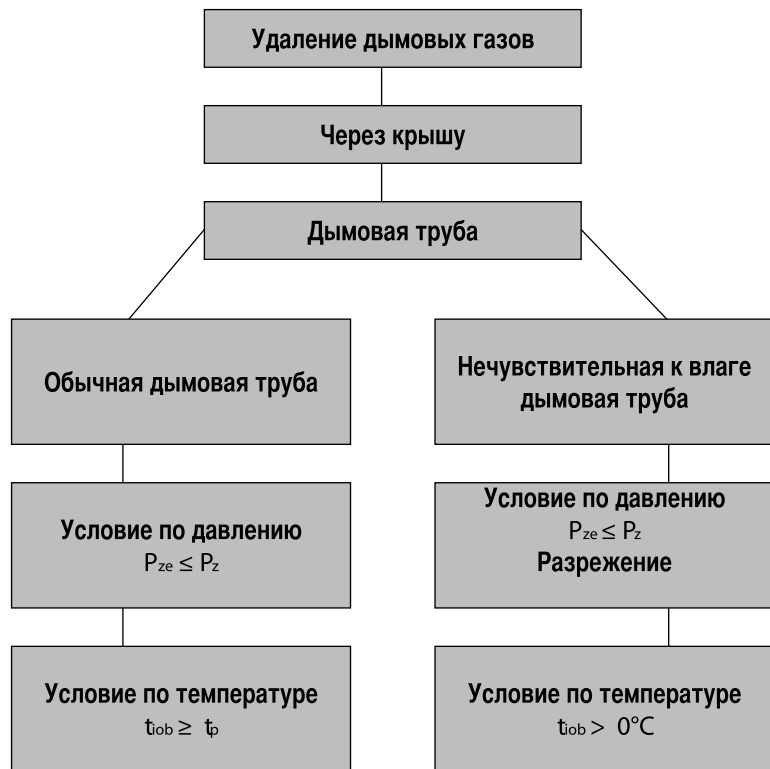 Удаление дымовых газов
Через крышу
Дымовая труба
Обычная дымовая труба
Нечувствительная к влаге
дымовая труба
Условие по давлению
Pze ≤ Pz
Условие по давлению
Pze ≤ Pz
Разрежение
Условие по температуре
tiob ≥ tp
Условие по температуре
tiob > 0°C